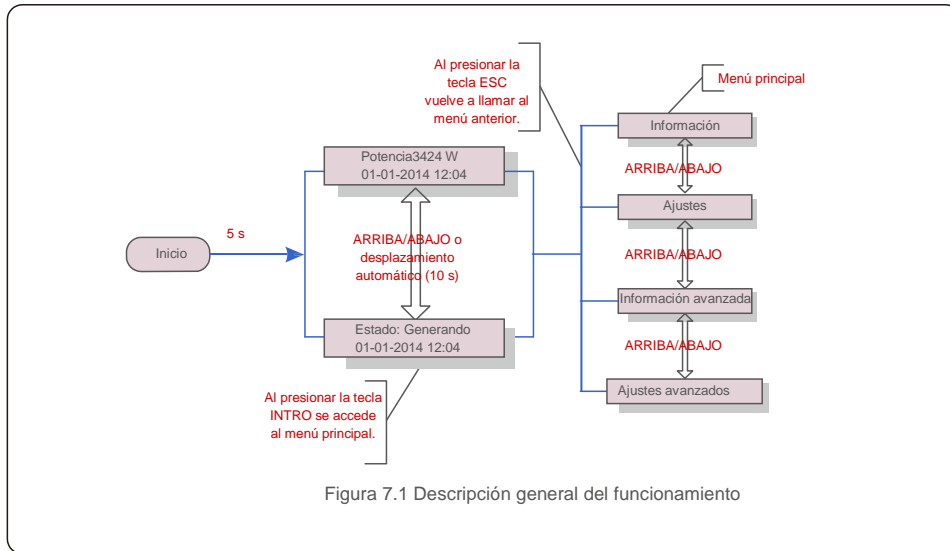 Inicio
5 s
Potencia3424 W
01-01-2014 12:04
ARRIBA/ABAJO o
desplazamiento
automático (10 s)
Estado: Generando
01-01-2014 12:04
Al presionar la tecla
INTRO se accede
al menú principal.
Al presionar la
tecla ESC
vuelve a llamar al
menú anterior.
Menú principal
Información
ARRIBA/ABAJO
Ajustes
ARRIBA/ABAJO
Información avanzada
ARRIBA/ABAJO
Ajustes avanzados
Figura 7.1 Descripción general del funcionamiento